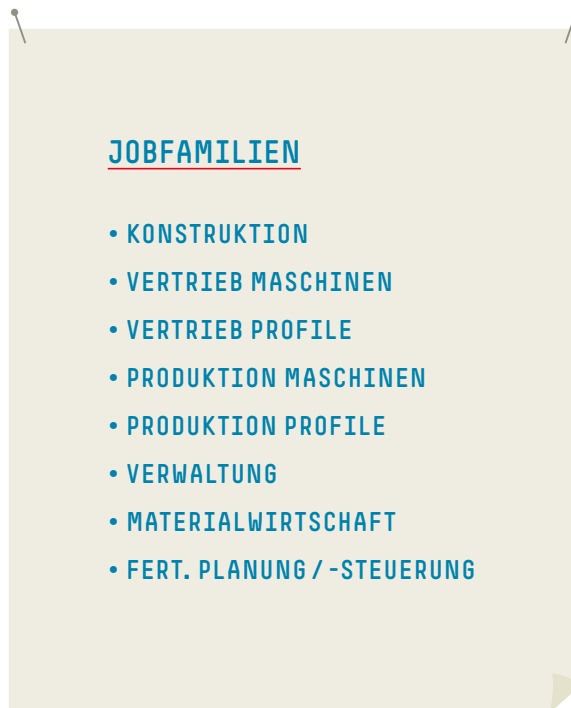 JOBFAMILIEN
• KONSTRUKTION
• VERTRIEB MASCHINEN
• VERTRIEB PROFILE
• PRODUKTION MASCHINEN
• PRODUKTION PROFILE
• VERWALTUNG
• MATERIALWIRTSCHAFT
• FERT. PLANUNG / -STEUERUNG